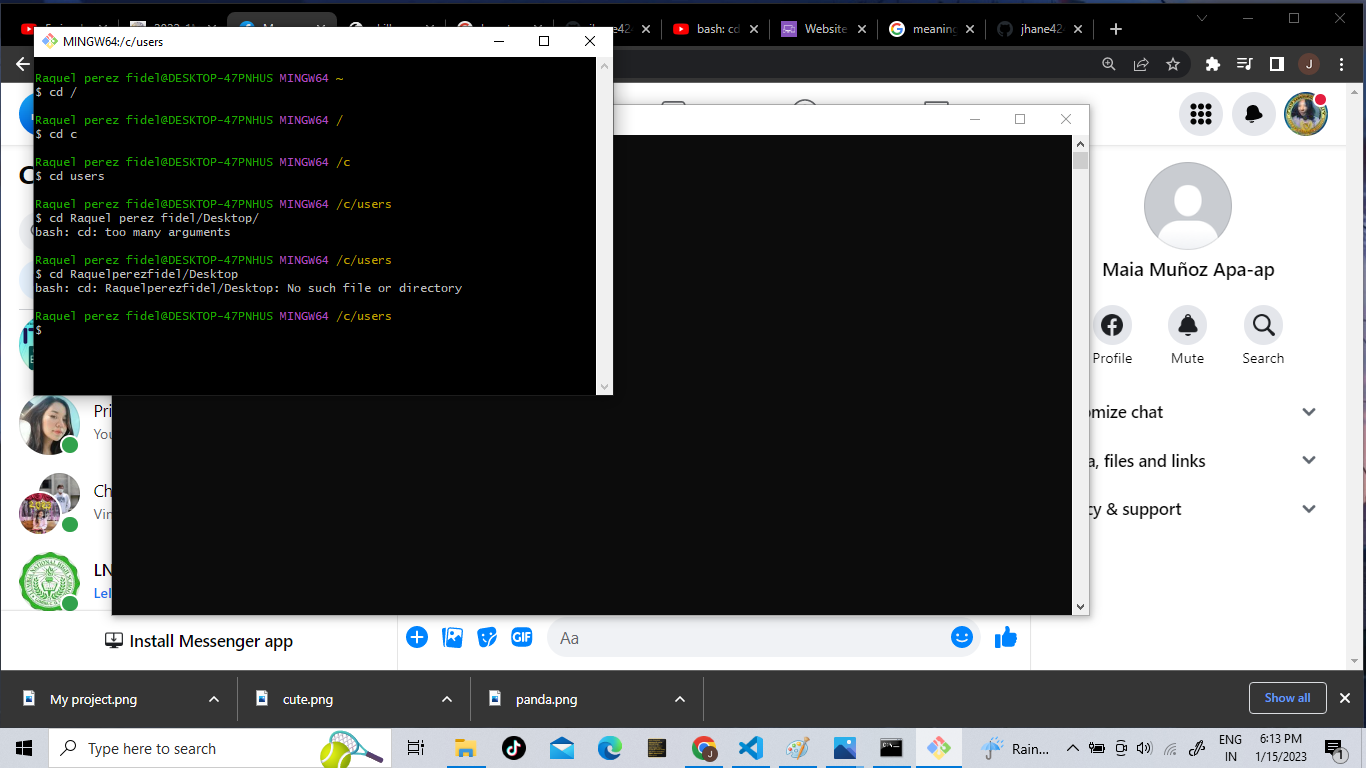 MINGW64:/c/users
Raquel perez fidel@DESKTOP-47PNHUS MINGW64 ~
$ cd /
Raquel perez fidel@DESKTOP-47PNHUS MINGW64 /
$ cd c
Raquel perez fidel@DESKTOP-47PNHUS MINGW64 /c
$ cd users
Raquel perez fidel@DESKTOP-47PNHUS MINGW64 /c/users
$ cd Raquel perez fidel/Desktop/
bash: cd: too many arguments
Raquel perez fidel@DESKTOP-47PNHUS MINGW64 /c/users
$ cd Raquelperezfidel/Desktop
bash: cd: Raquelperezfidel/Desktop: No such file or directory
Raquel perez fidel@DESKTOP-47PNHUS MINGW64 /c/users
$
jhane42
bash: cd
Website
meaning
jhane42
J
Maia Muñoz Apa-ap
Profile
Mute
Search
omize chat
a, files and links
cy & support
Pri
You
Ch
Vin
LN
Lel
Install Messenger app
GIF
Aa
My project.png
cute.png
panda.png
Show all
Type here to search
J
Rain...
ENG
IN
6:13 PM
1/15/2023
1